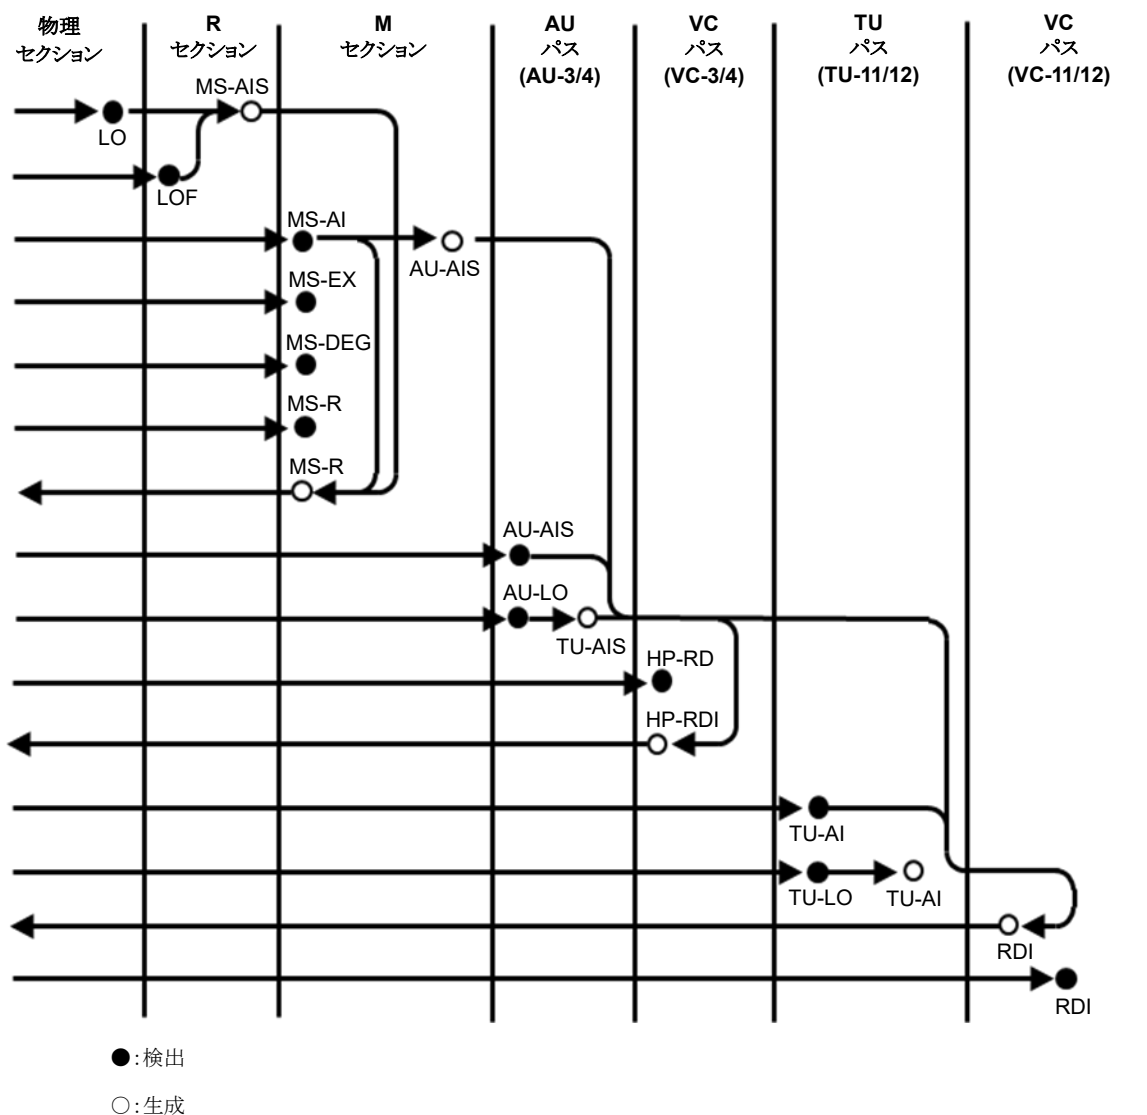 物理
セクション
R
セクション
M
セクション
AU
パス
(AU-3/4)
VC
パス
(VC-3/4)
TU
パス
(TU-11/12)
VC
パス
(VC-11/12)
MS-AIS
LO
LOF
MS-AI
AU-AIS
MS-EX
MS-DEG
MS-R
MS-R
AU-AIS
AU-LO
TU-AIS
HP-RD
HP-RDI
TU-AI
TU-LO
TU-AI
RDI
RDI
●:検出
○:生成